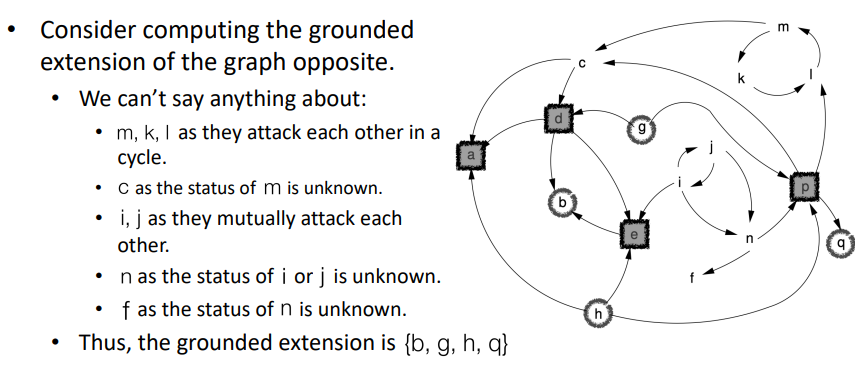 • Consider computing the grounded
extension of the graph opposite.
• We can't say anything about:
• m, k, l as they attack each other in a
cycle.
• c as the status of m is unknown.
• i, j as they mutually attack each
other.
• n as the status of i or j is unknown.
• f as the status of n is unknown.
• Thus, the grounded extension is {b, g, h, q}
m
c
k
l
d
g
a
j
i
p
b
e
n
q
f
h